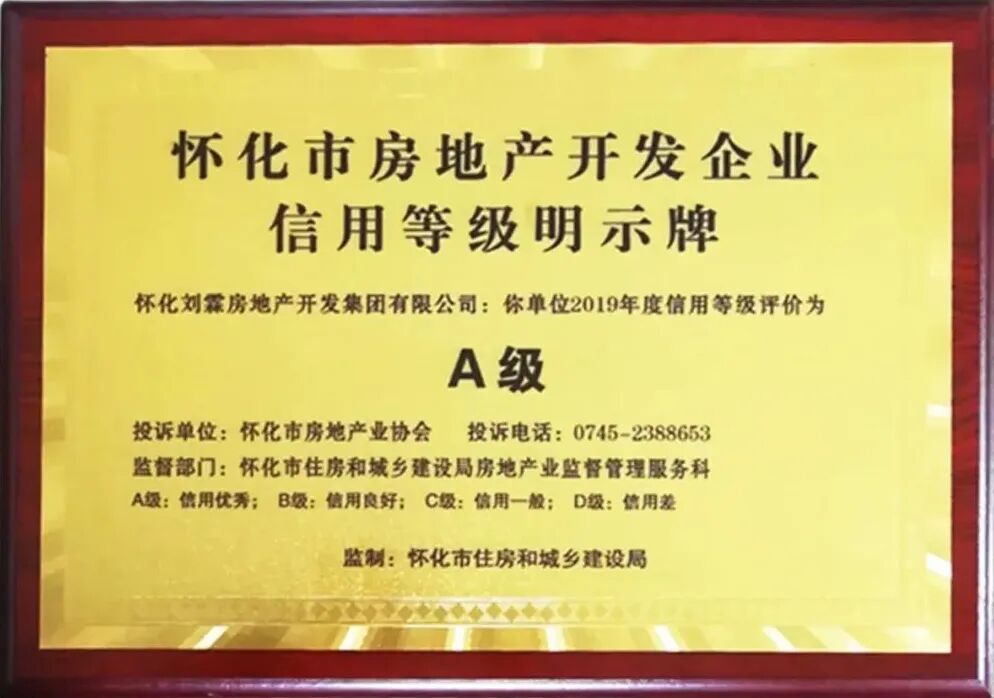 怀化市房地产开发企业
信用等级明示牌
怀化刘霖房地产开发集团有限公司：你单位2019年度信用等级评价为
A级
投诉单位：怀化市房地产业协会 投诉电话：0745-2388653
监督部门：怀化市住房和城乡建设局房地产业监督管理服务科
A级：信用优秀； B级：信用良好； C级：信用一般； D级：信用差
监制：怀化市住房和城乡建设局